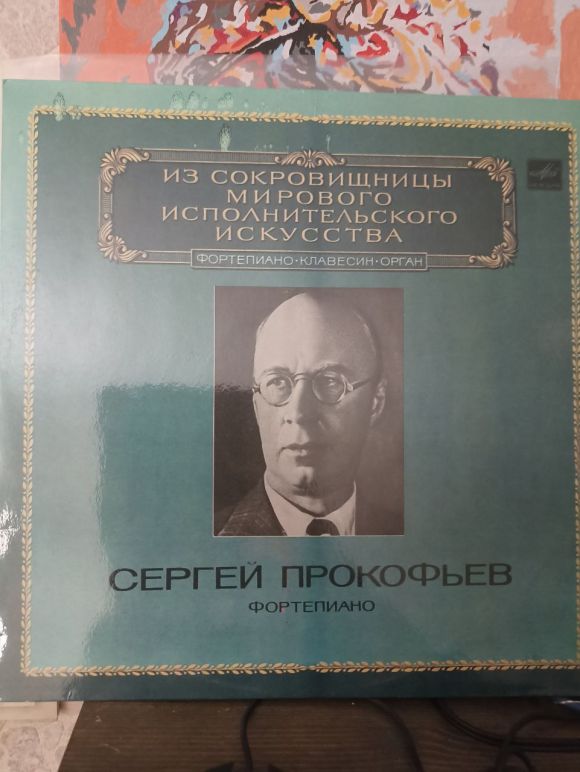 ИЗ СОКРОВИЩНИЦЫ
МИРОВОГО
ИСПОЛНИТЕЛЬСКОГО
ИСКУССТВА
ФОРТЕПИАНО·КЛАВЕСИН·ОРГАН
СЕРГЕЙ ПРОКОФЬЕВ
ФОРТЕПИАНО